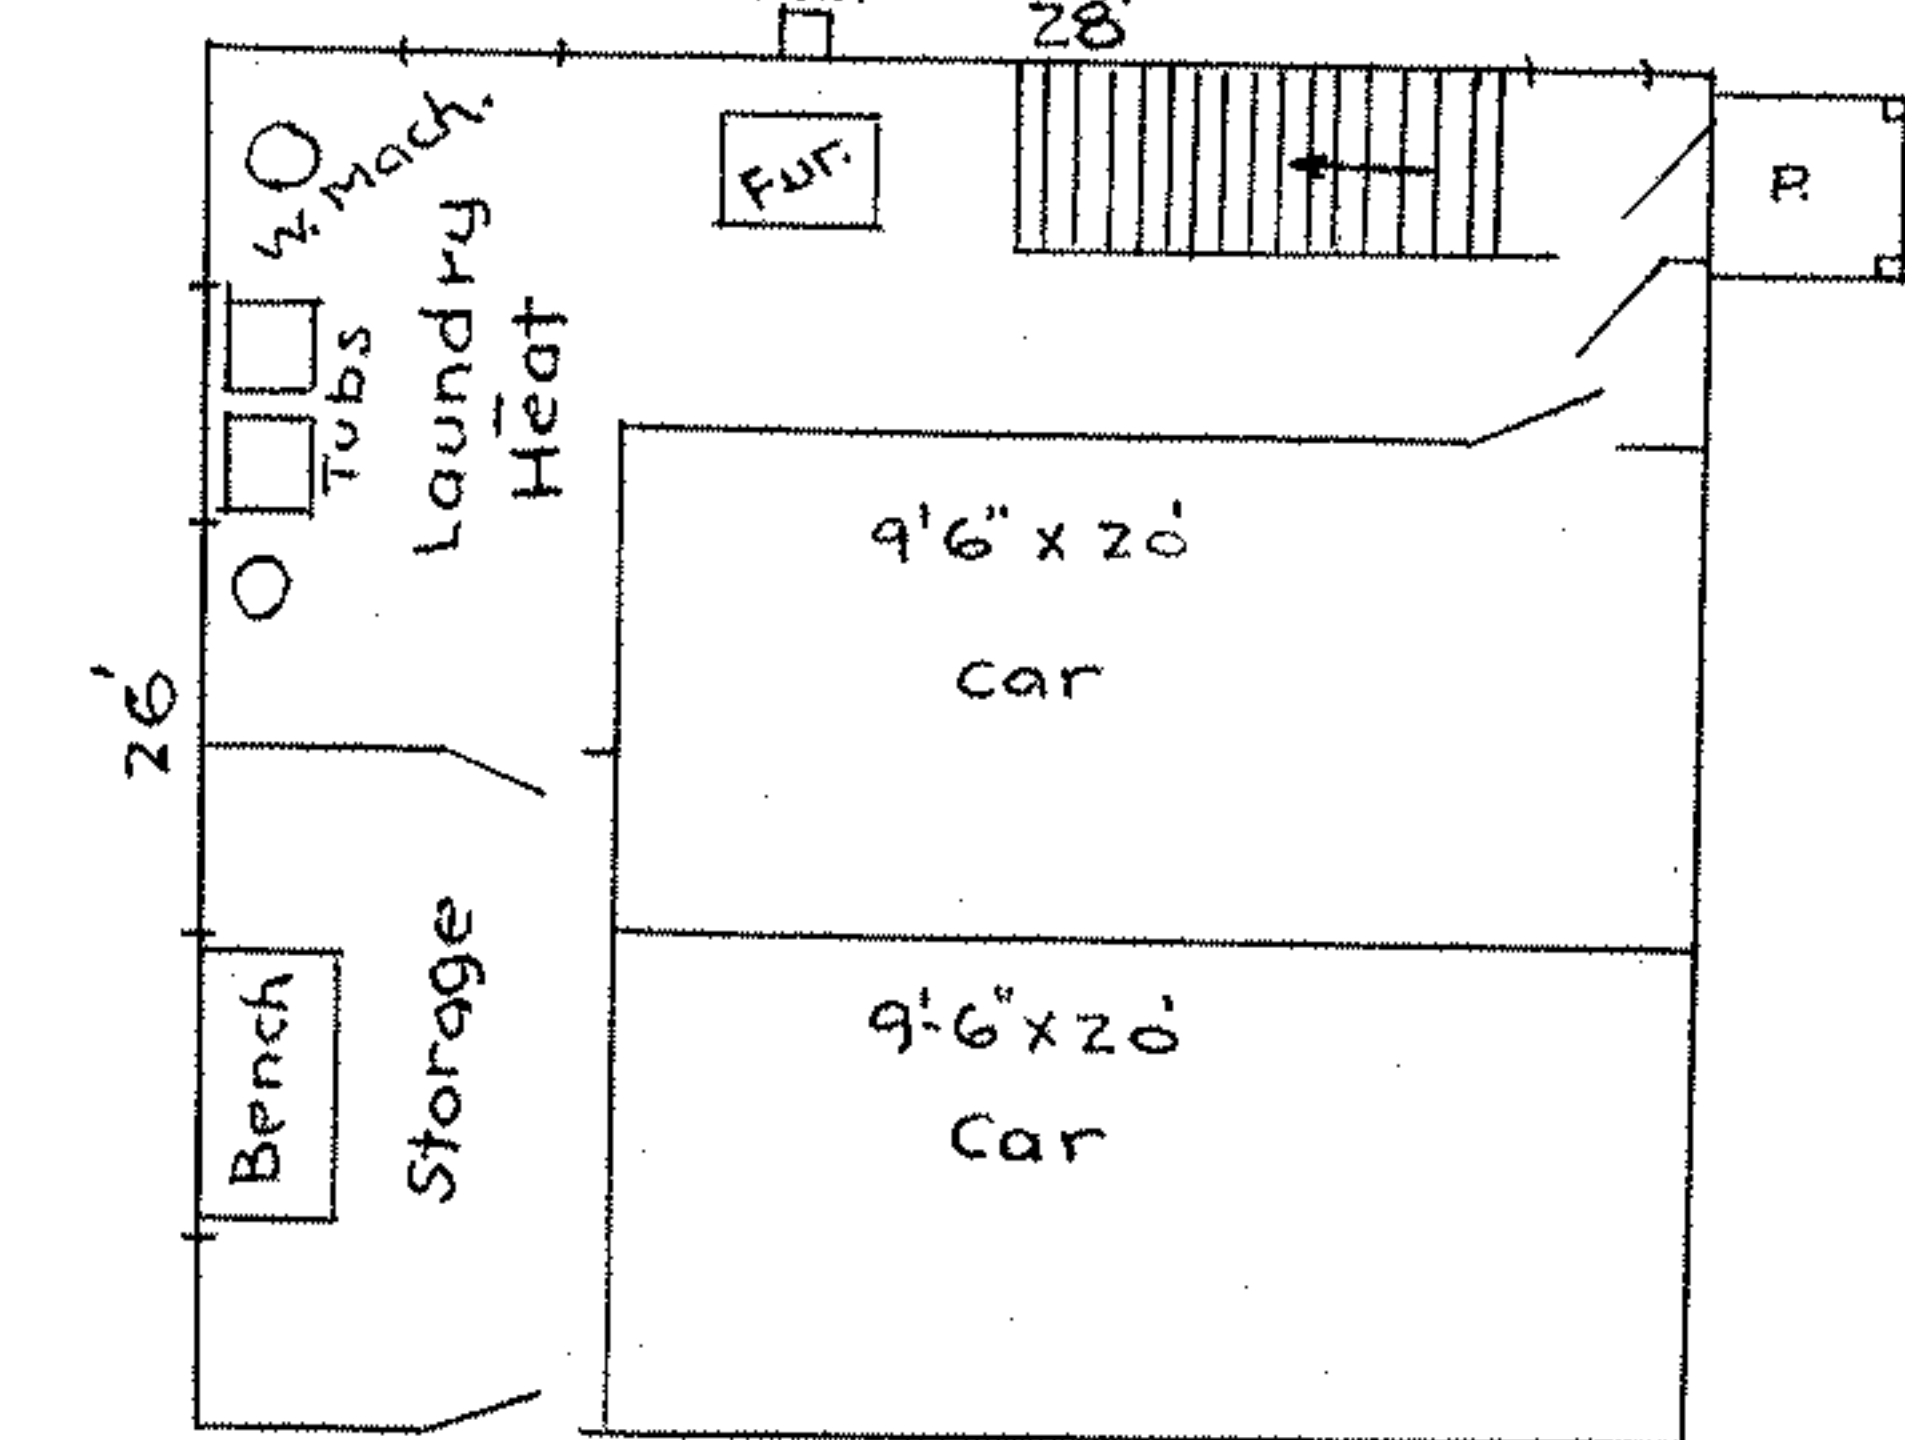 28'
W. Mach.
Fur.
P.
Laundry
Heat
Tubs
9'6" x 20'
Car
26'
Storage
Bench
9'-6" x 20'
Car